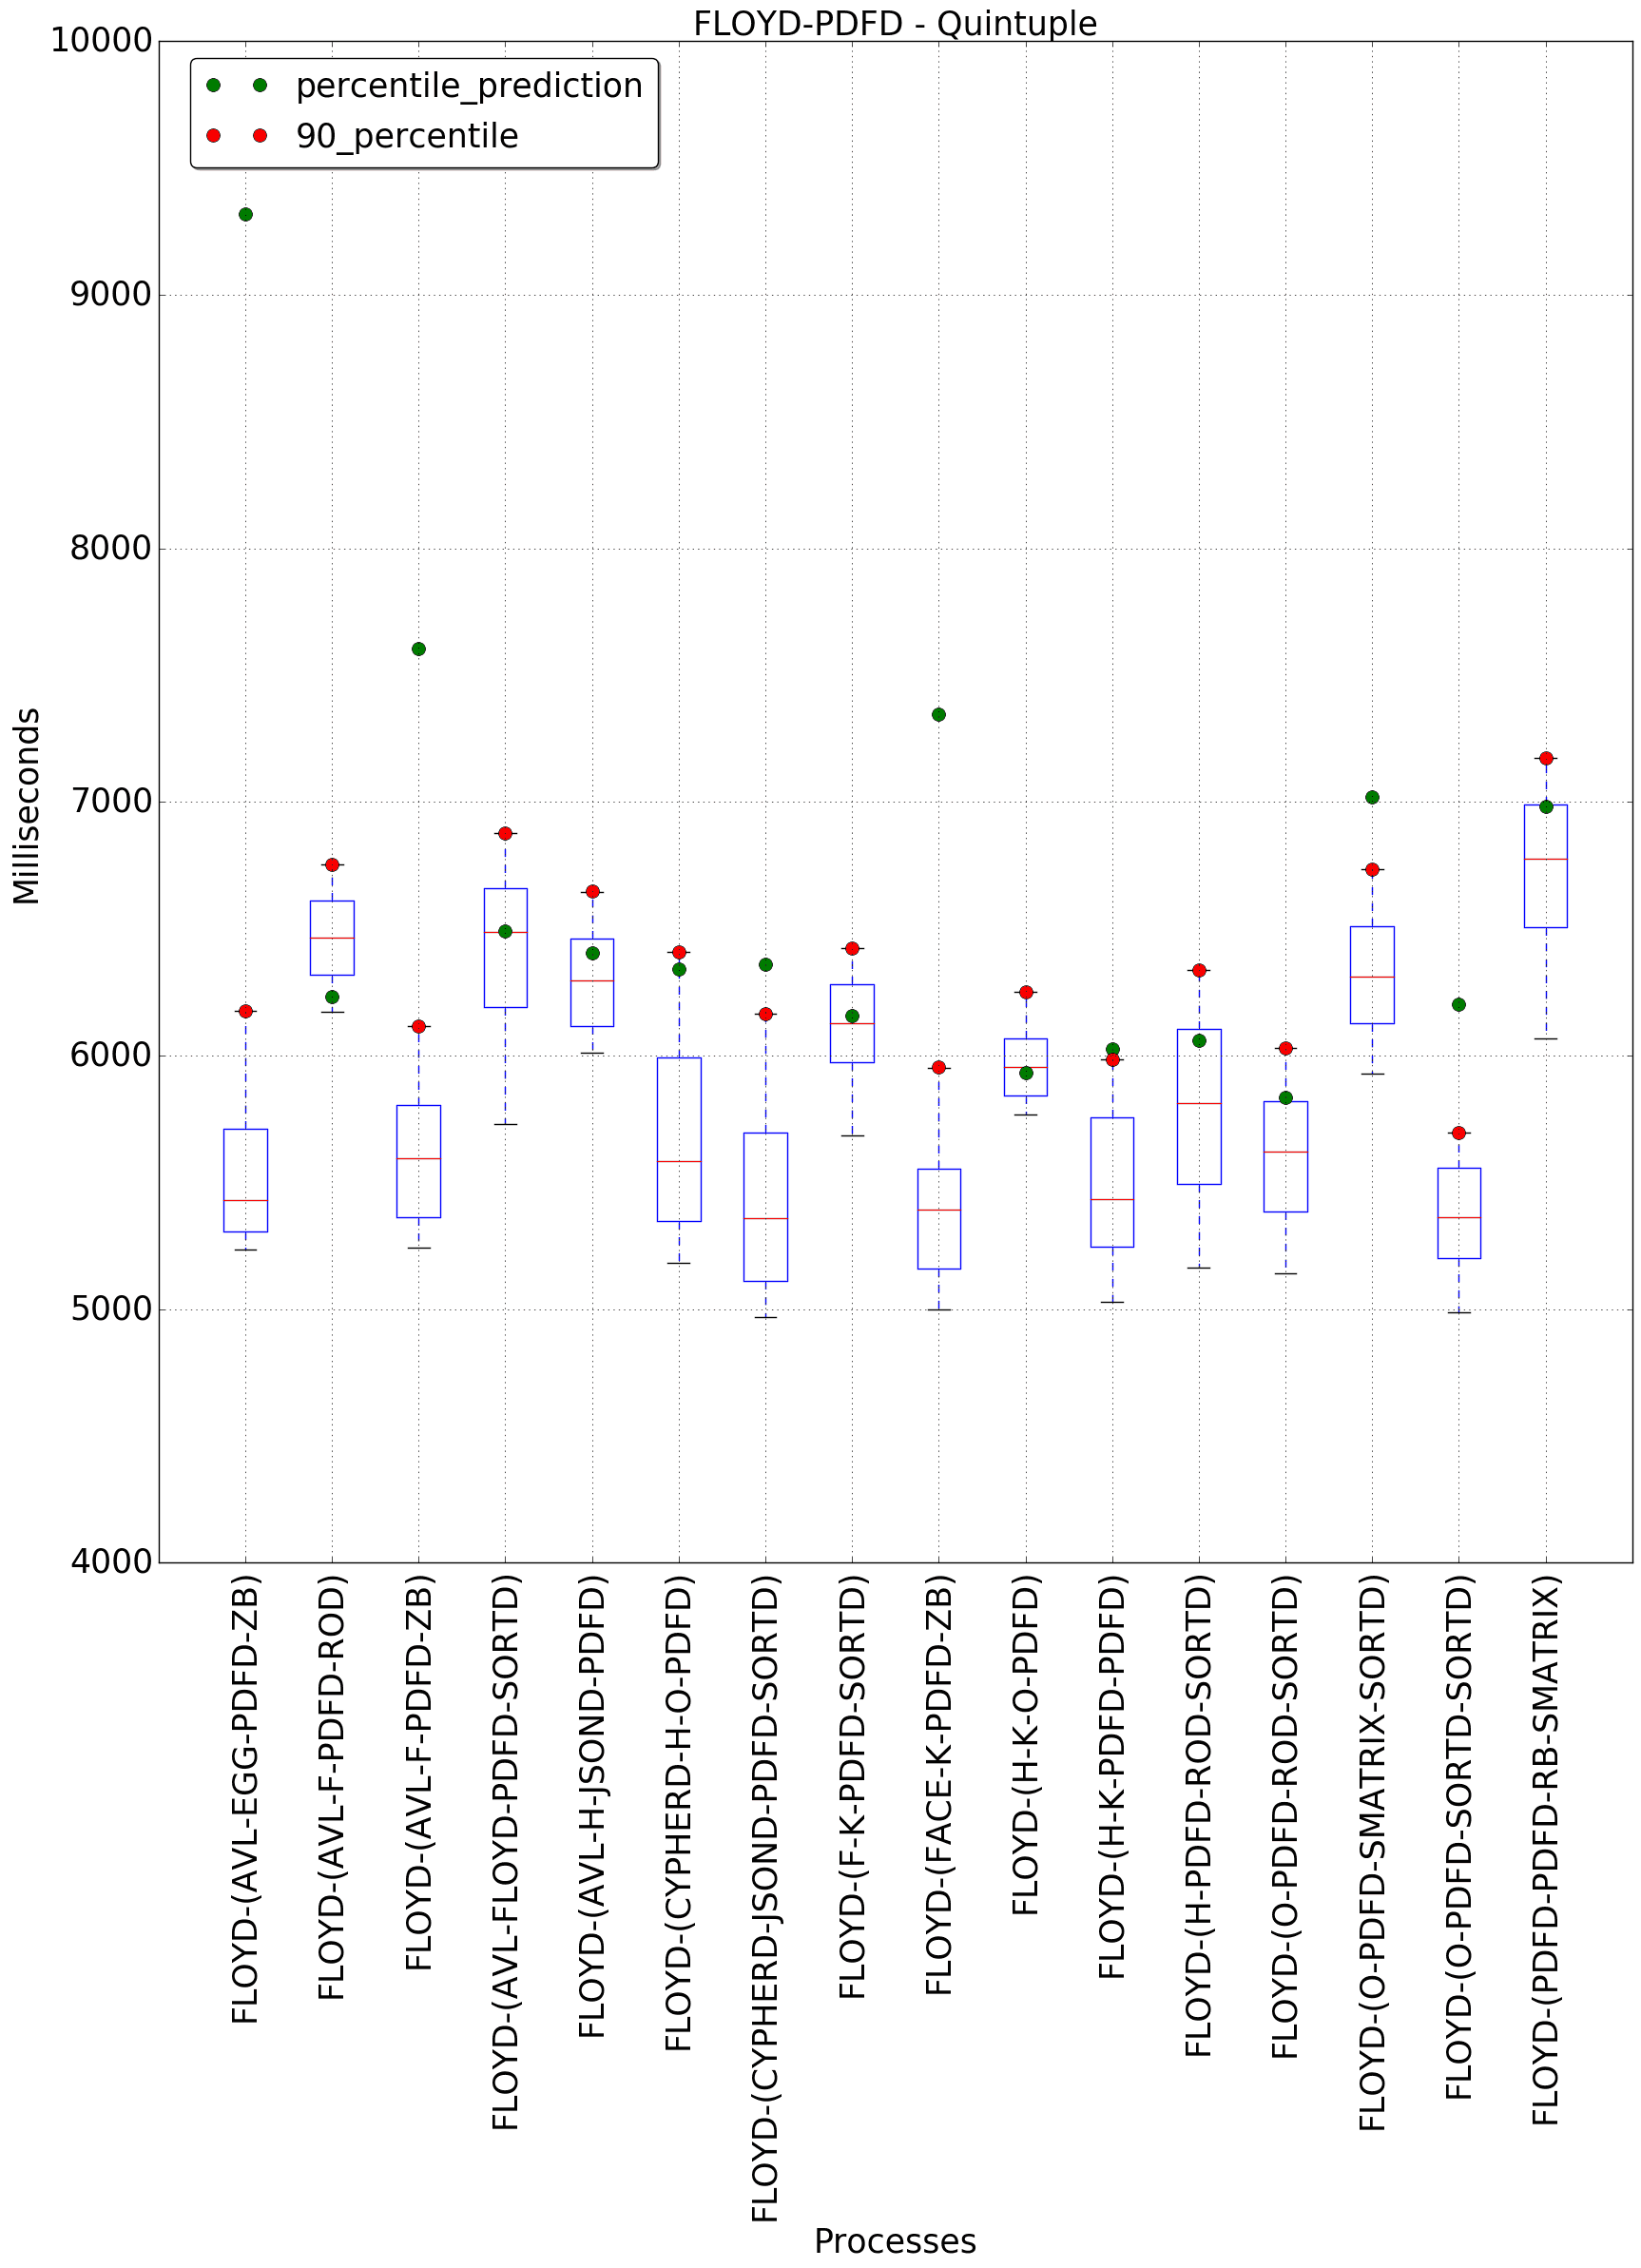 FLOYD-PDFD - Quintuple
percentile_prediction
90_percentile
10000
9000
8000
7000
6000
5000
4000
Milliseconds
FLOYD-(AVL-EGG-PDFD-ZB)
FLOYD-(AVL-F-PDFD-ROD)
FLOYD-(AVL-F-PDFD-ZB)
FLOYD-(AVL-FLOYD-PDFD-SORTD)
FLOYD-(AVL-H-JSOND-PDFD)
FLOYD-(CYPHERD-H-O-PDFD)
FLOYD-(CYPHERD-JSOND-PDFD-SORTD)
FLOYD-(F-K-PDFD-SORTD)
FLOYD-(FACE-K-PDFD-ZB)
FLOYD-(H-K-O-PDFD)
FLOYD-(H-K-PDFD-PDFD)
FLOYD-(H-PDFD-ROD-SORTD)
FLOYD-(O-PDFD-ROD-SORTD)
FLOYD-(O-PDFD-SMATRIX-SORTD)
FLOYD-(O-PDFD-SORTD-SORTD)
FLOYD-(PDFD-PDFD-RB-SMATRIX)
Processes